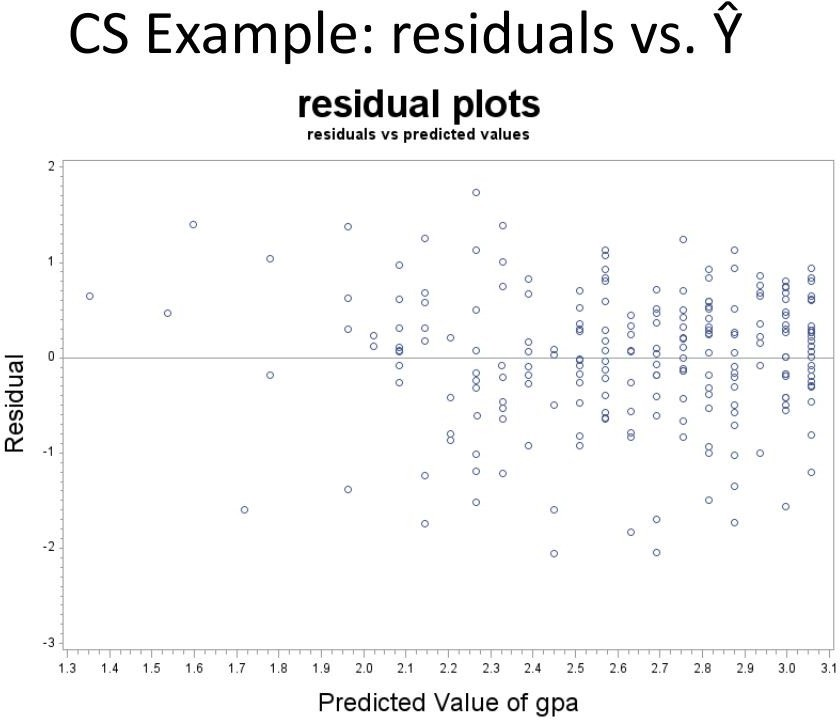 CS Example: residuals vs. Ŷ
residual plots
residuals vs predicted values
2
1
0
-1
-2
-3
Residual
1.3 1.4 1.5 1.6 1.7 1.8 1.9 2.0 2.1 2.2 2.3 2.4 2.5 2.6 2.7 2.8 2.9 3.0 3.1
Predicted Value of gpa